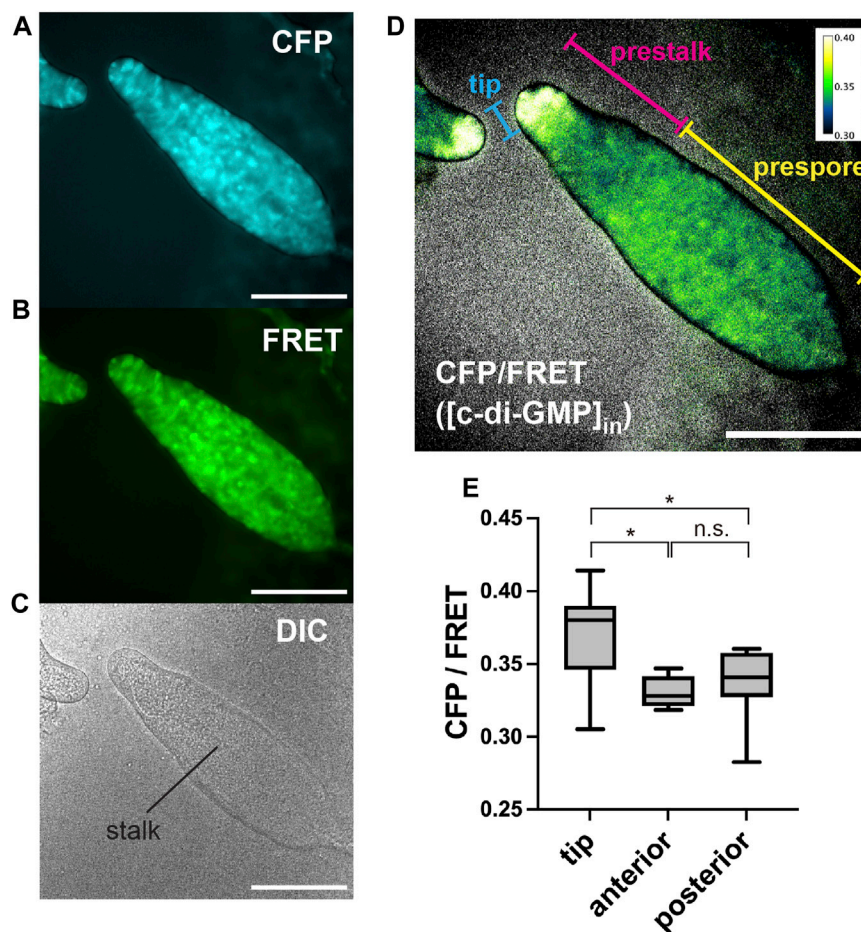 A
CFP
B
FRET
C
DIC
stalk
D
prestalk
tip
prespore
0.40
0.35
0.30
CFP/FRET
([c-di-GMP]in)
E
*
*
n.s.
0.45
0.40
0.35
0.30
0.25
CFP / FRET
tip
anterior
posterior